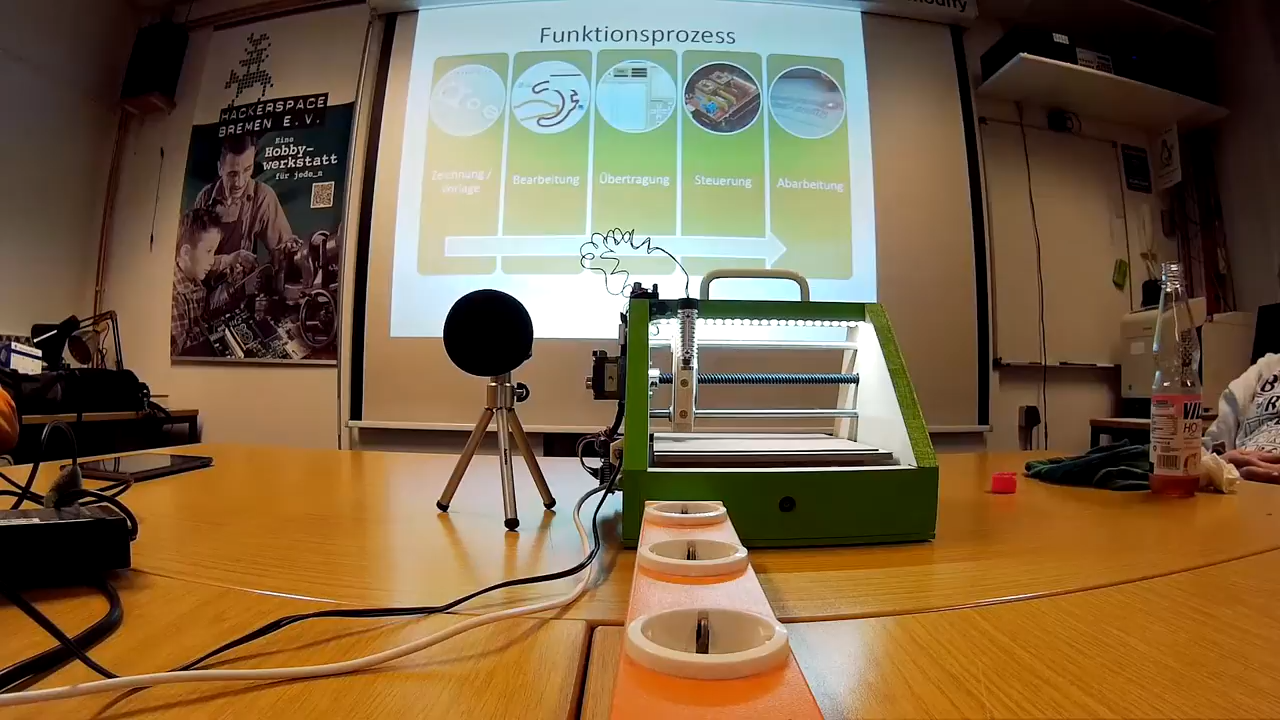 Funktionsprozess
Zeichnung /
Vorlage
Bearbeitung
Übertragung
Steuerung
Abarbeitung
HACKERSPACE
BREMEN E.V.
Eine
Hobby-
werkstatt
für jede_n